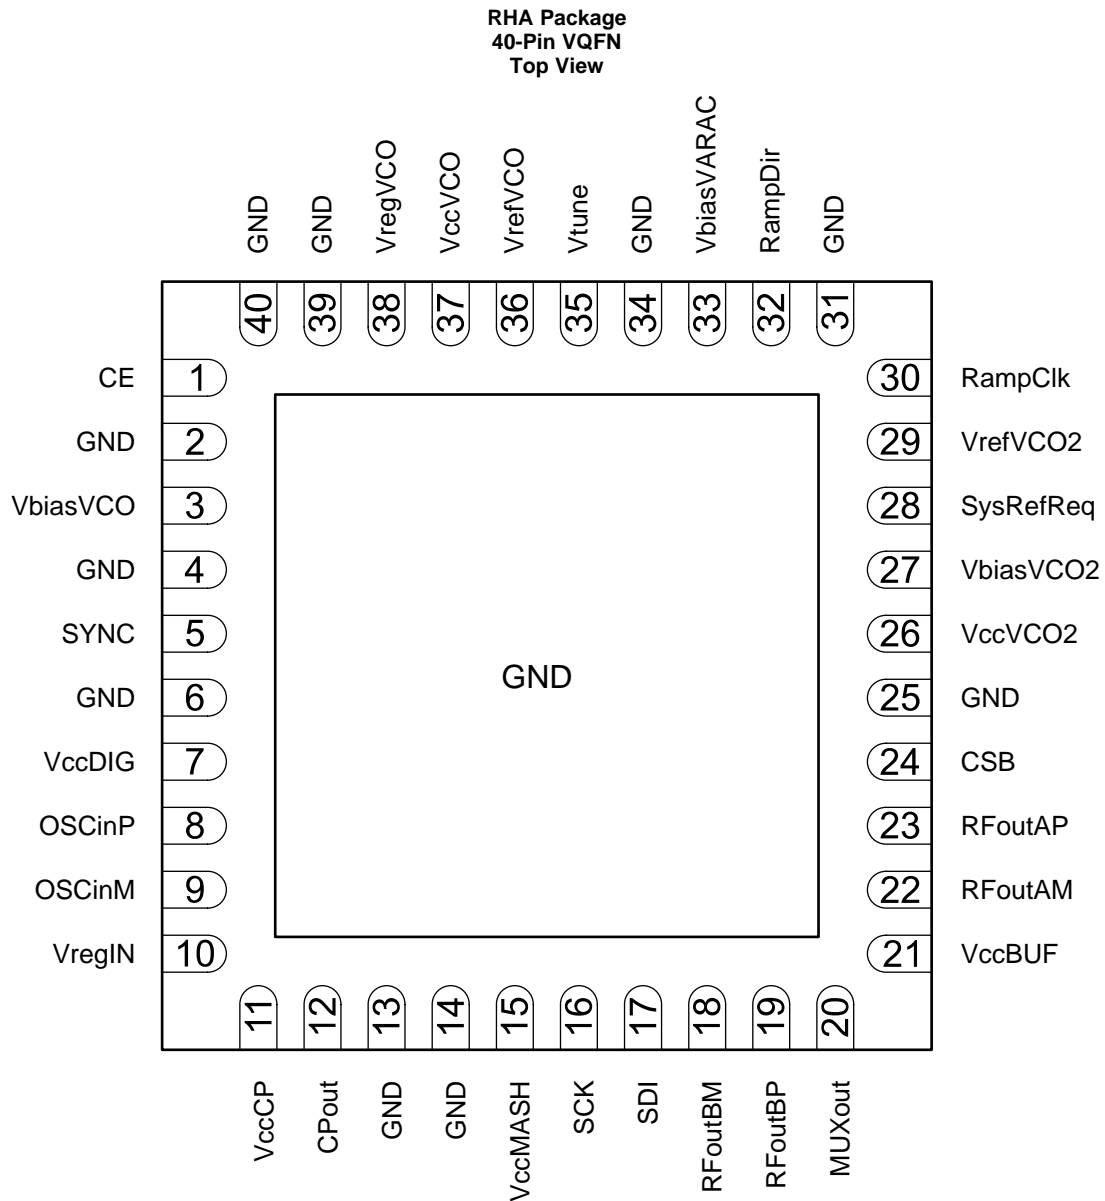 RHA Package
40-Pin VQFN
Top View
GND
GND
VregVCO
VccVCO
VrefVCO
Vtune
GND
VbiasVARAC
RampDir
GND
40
39
38
37
36
35
34
33
32
31
CE 1
GND 2
VbiasVCO 3
GND 4
SYNC 5
GND 6
VccDIG 7
OSCinP 8
OSCinM 9
VregIN 10
GND
30 RampClk
29 VrefVCO2
28 SysRefReq
27 VbiasVCO2
26 VccVCO2
25 GND
24 CSB
23 RFoutAP
22 RFoutAM
21 VccBUF
11
12
13
14
15
16
17
18
19
20
VccCP
CPout
GND
GND
VccMASH
SCK
SDI
RFoutBM
RFoutBP
MUXout